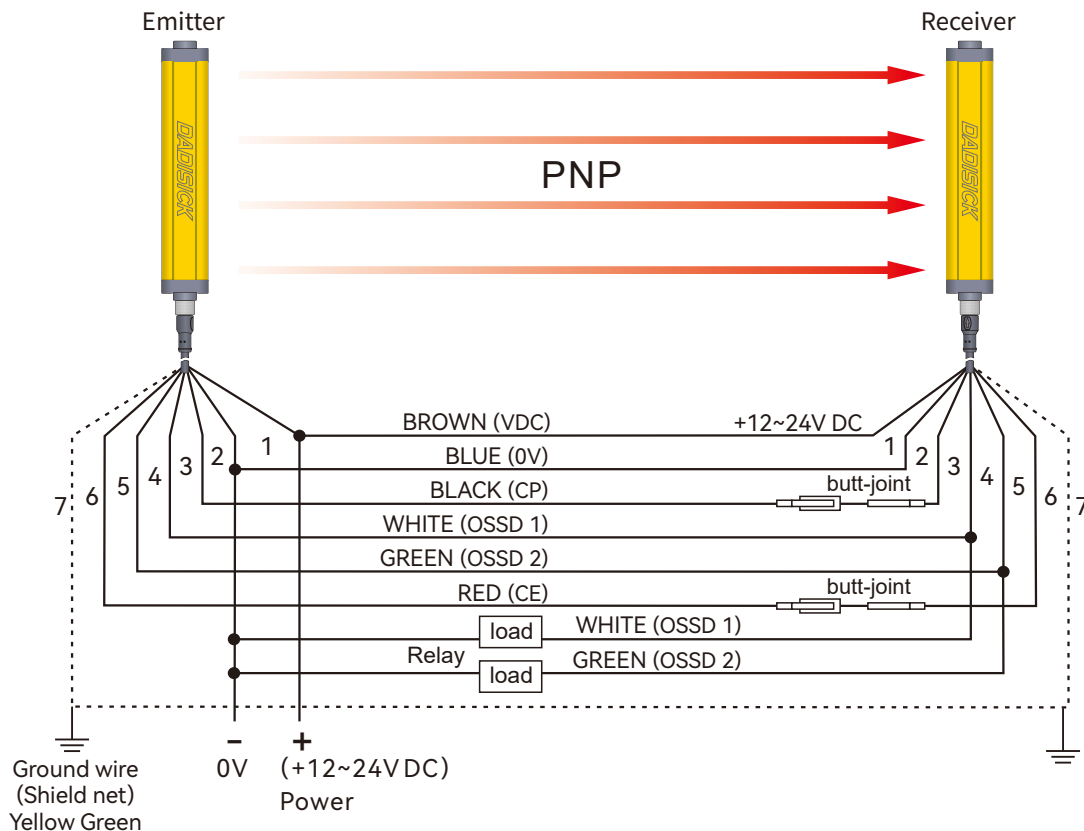 Emitter
Receiver
DADISICK
DADISICK
PNP
BROWN (VDC)
+12~24V DC
BLUE (0V)
BLACK (CP)
butt-joint
WHITE (OSSD 1)
GREEN (OSSD 2)
RED (CE)
butt-joint
load
WHITE (OSSD 1)
Relay
load
GREEN (OSSD 2)
7
6
5
4
3
2
1
1
2
3
4
5
6
7
-
+
0V
(+12~24V DC)
Power
Ground wire
(Shield net)
Yellow Green